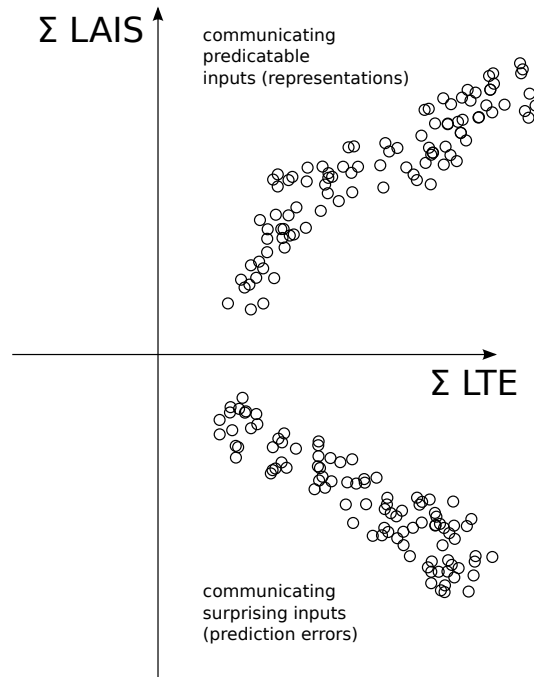 Σ LAIS
communicating
predicatable
inputs (representations)
Σ LTE
communicating
surprising inputs
(prediction errors)